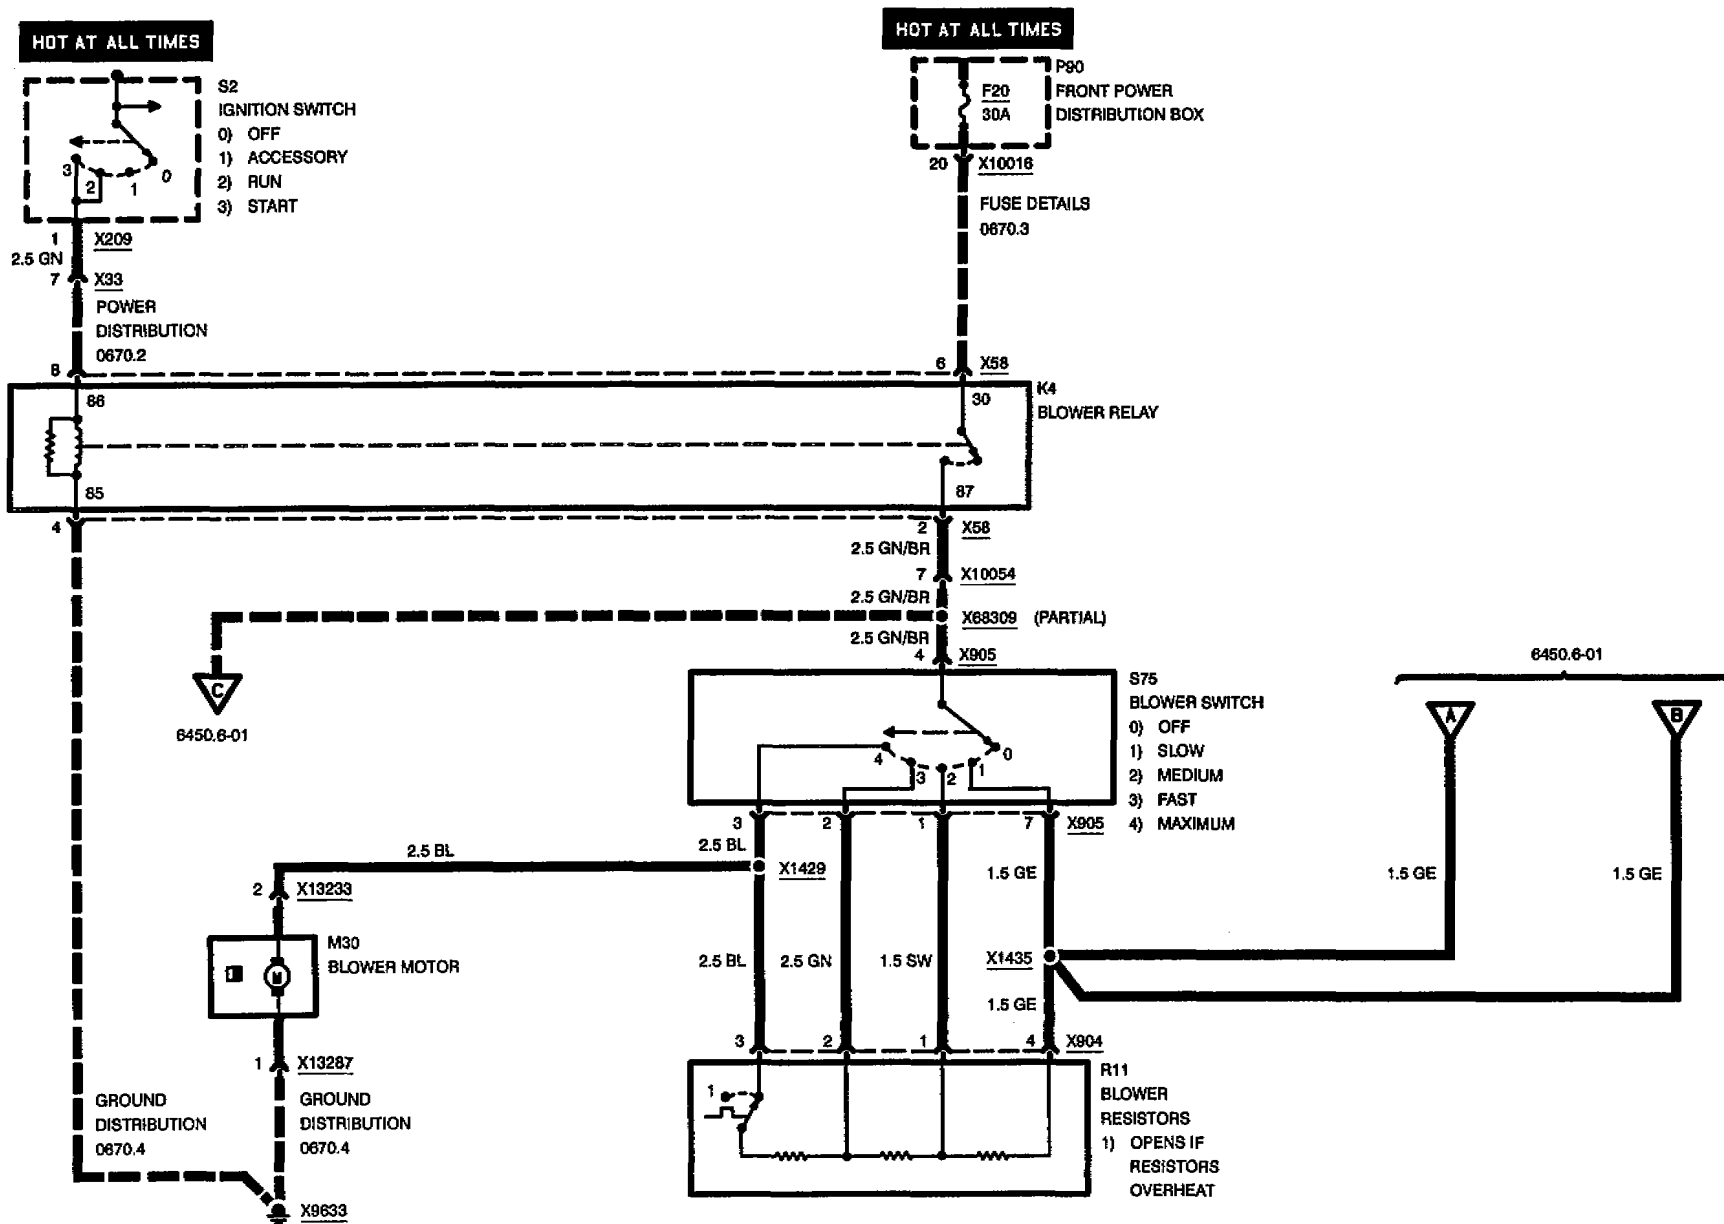 HOT AT ALL TIMES
HOT AT ALL TIMES
S2
IGNITION SWITCH
0) OFF
1) ACCESSORY
2) RUN
3) START
3
2
1
0
P90
FRONT POWER
DISTRIBUTION BOX
F20
30A
20 X10016
FUSE DETAILS
0670.3
1 X209
2.5 GN
7 X33
POWER
DISTRIBUTION
0670.2
8
6 X58
K4
BLOWER RELAY
86
30
85
87
4
2 X58
2.5 GN/BR
7 X10054
2.5 GN/BR
X68309 (PARTIAL)
2.5 GN/BR
4 X905
C
6450.6-01
6450.6-01
A
B
S75
BLOWER SWITCH
0) OFF
1) SLOW
2) MEDIUM
3) FAST
4) MAXIMUM
4
3
2
1
0
3 2 1 7 X905
2.5 BL
2.5 BL
X1429
1.5 GE
1.5 GE
1.5 GE
2 X13233
M30
BLOWER MOTOR
M
2.5 BL
2.5 GN
1.5 SW
X1435
1.5 GE
3 2 1 4 X904
1 X13287
R11
BLOWER
RESISTORS
1) OPENS IF
RESISTORS
OVERHEAT
1
GROUND
DISTRIBUTION
0670.4
GROUND
DISTRIBUTION
0670.4
X9633